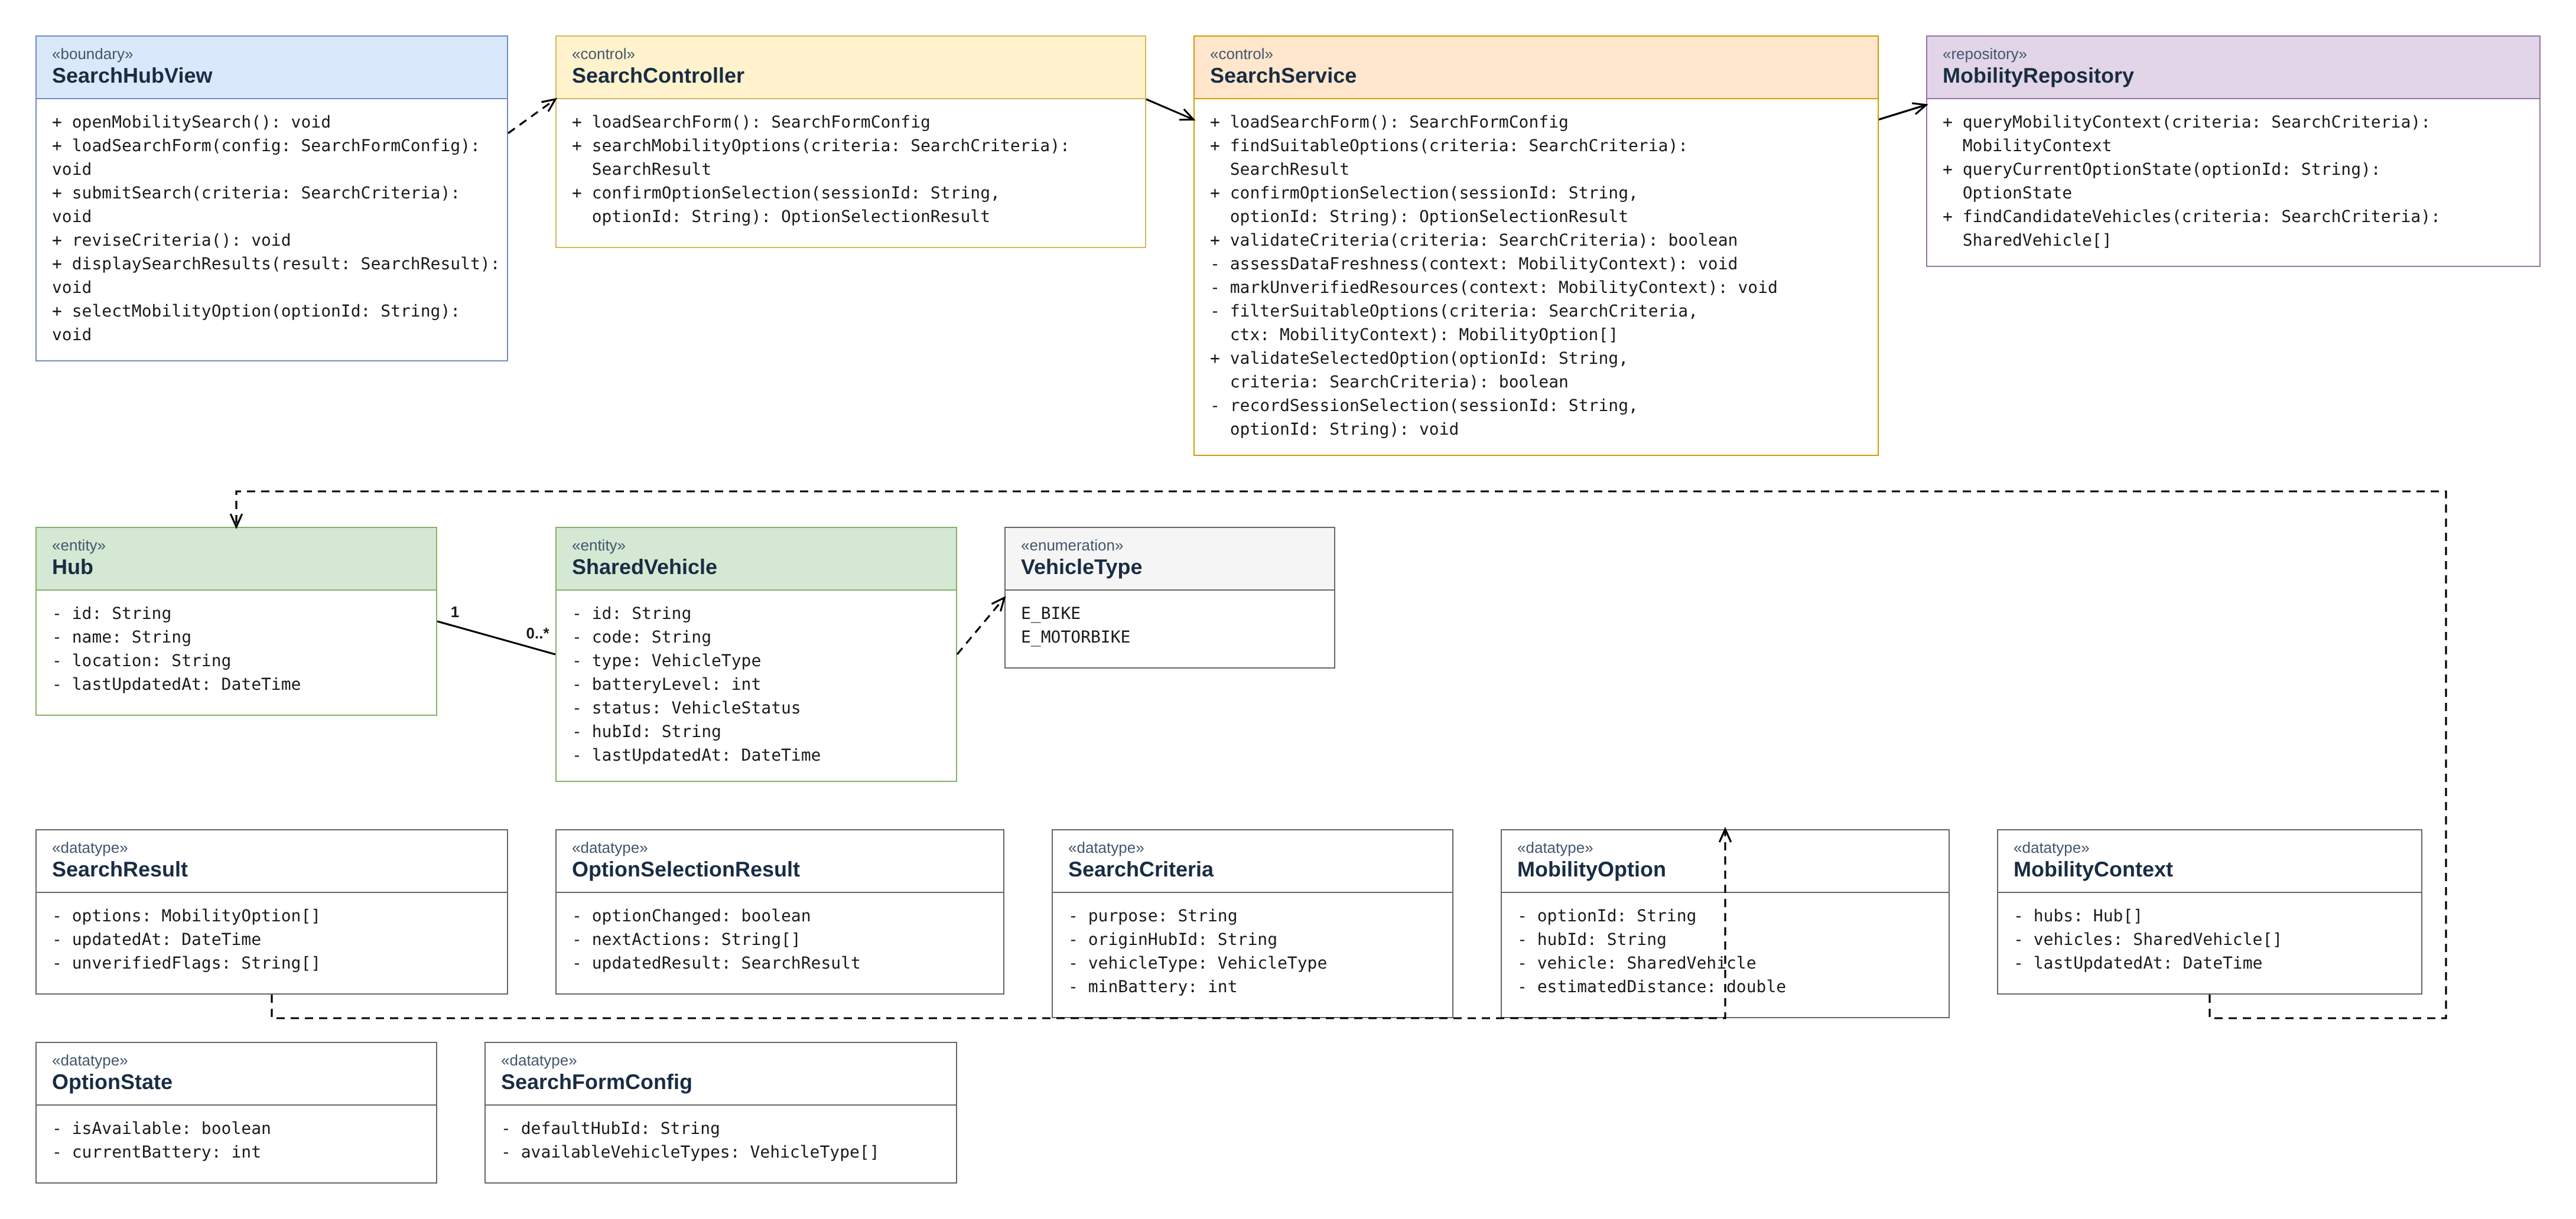 «boundary»
SearchHubView
+ openMobilitySearch(): void
+ loadSearchForm(config: SearchFormConfig):
void
+ submitSearch(criteria: SearchCriteria):
void
+ reviseCriteria(): void
+ displaySearchResults(result: SearchResult):
void
+ selectMobilityOption(optionId: String):
void
«control»
SearchController
+ loadSearchForm(): SearchFormConfig
+ searchMobilityOptions(criteria: SearchCriteria):
SearchResult
+ confirmOptionSelection(sessionId: String,
optionId: String): OptionSelectionResult
«control»
SearchService
+ loadSearchForm(): SearchFormConfig
+ findSuitableOptions(criteria: SearchCriteria):
SearchResult
+ confirmOptionSelection(sessionId: String,
optionId: String): OptionSelectionResult
+ validateCriteria(criteria: SearchCriteria): boolean
- assessDataFreshness(context: MobilityContext): void
- markUnverifiedResources(context: MobilityContext): void
- filterSuitableOptions(criteria: SearchCriteria,
ctx: MobilityContext): MobilityOption[]
+ validateSelectedOption(optionId: String,
criteria: SearchCriteria): boolean
- recordSessionSelection(sessionId: String,
optionId: String): void
«repository»
MobilityRepository
+ queryMobilityContext(criteria: SearchCriteria):
MobilityContext
+ queryCurrentOptionState(optionId: String):
OptionState
+ findCandidateVehicles(criteria: SearchCriteria):
SharedVehicle[]
«entity»
Hub
- id: String
- name: String
- location: String
- lastUpdatedAt: DateTime
1
0..*
«entity»
SharedVehicle
- id: String
- code: String
- type: VehicleType
- batteryLevel: int
- status: VehicleStatus
- hubId: String
- lastUpdatedAt: DateTime
«enumeration»
VehicleType
E_BIKE
E_MOTORBIKE
«datatype»
SearchResult
- options: MobilityOption[]
- updatedAt: DateTime
- unverifiedFlags: String[]
«datatype»
OptionSelectionResult
- optionChanged: boolean
- nextActions: String[]
- updatedResult: SearchResult
«datatype»
SearchCriteria
- purpose: String
- originHubId: String
- vehicleType: VehicleType
- minBattery: int
«datatype»
MobilityOption
- optionId: String
- hubId: String
- vehicle: SharedVehicle
- estimatedDistance: double
«datatype»
MobilityContext
- hubs: Hub[]
- vehicles: SharedVehicle[]
- lastUpdatedAt: DateTime
«datatype»
OptionState
- isAvailable: boolean
- currentBattery: int
«datatype»
SearchFormConfig
- defaultHubId: String
- availableVehicleTypes: VehicleType[]